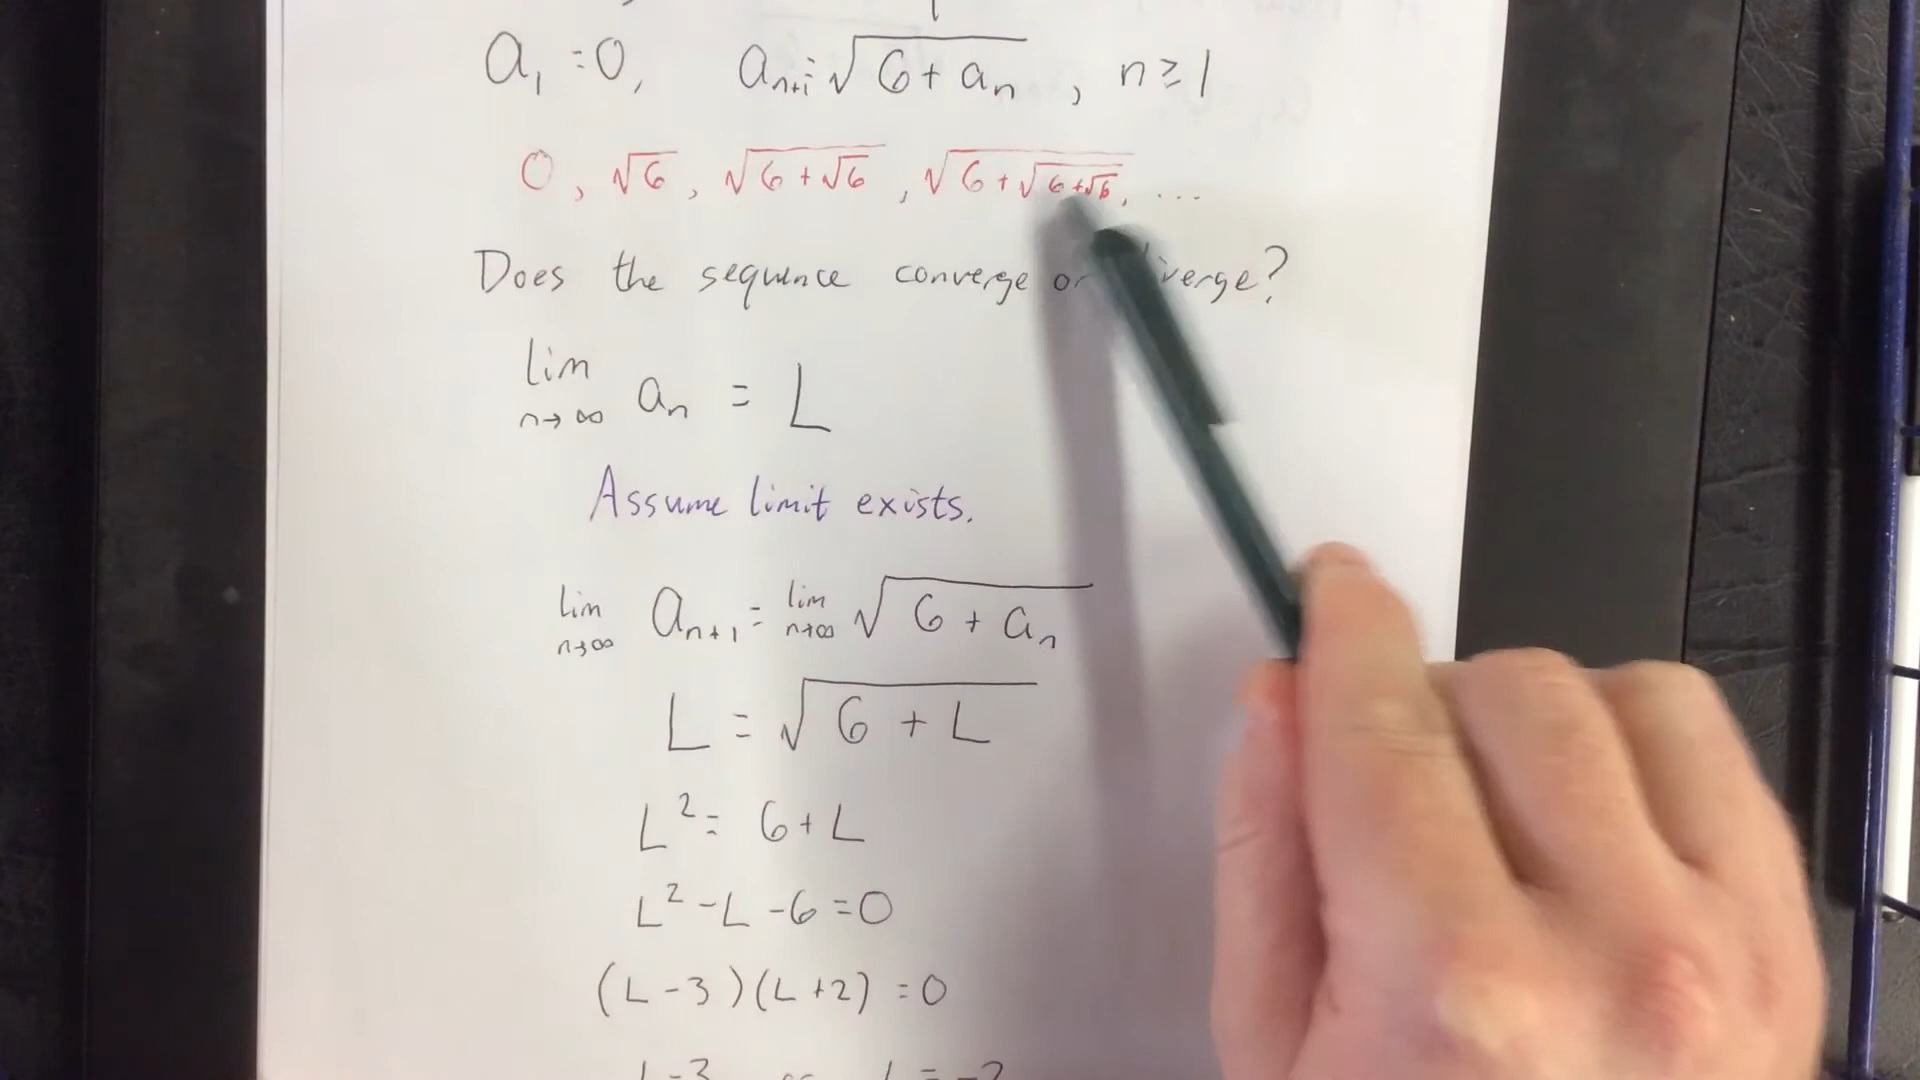 a₁ = 0, aₙ₊₁ = √(6 + aₙ) , n ≥ 1
0 , √6 , √(6 + √6) , √(6 + √(6 + √6)) , ...
Does the sequence converge or verge?
lim n→∞ aₙ = L
Assume limit exists.
lim n→∞ aₙ₊₁ = lim n→∞ √(6 + aₙ)
L = √(6 + L)
L² = 6 + L
L² - L - 6 = 0
(L - 3)(L + 2) = 0